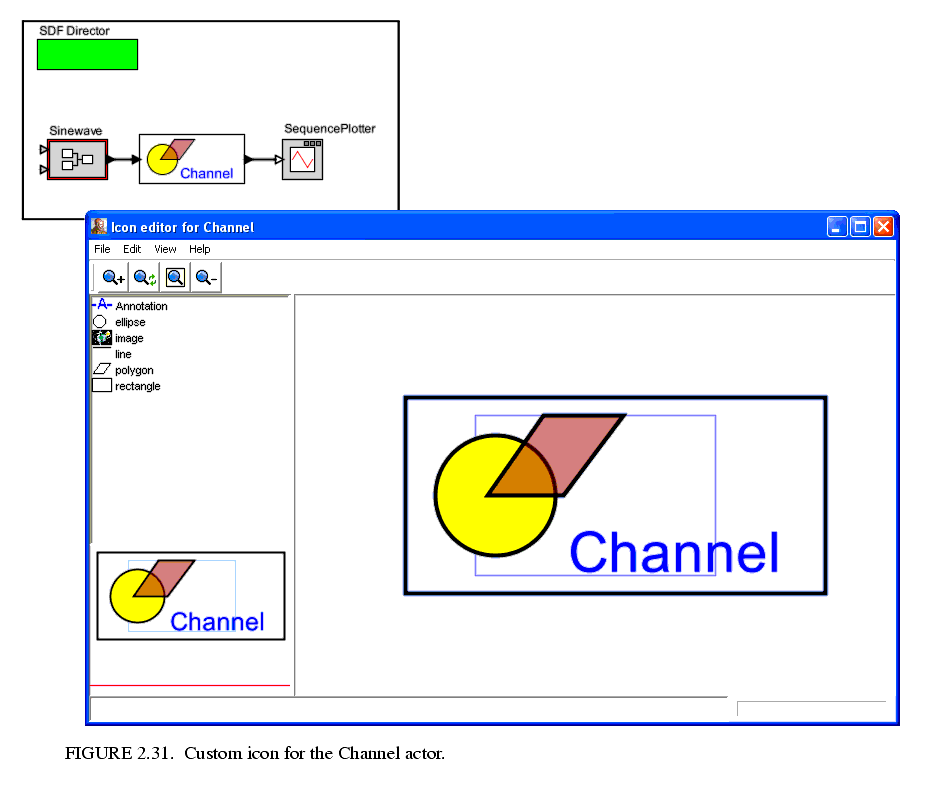 SDF Director
Sinewave
SequencePlotter
Channel
Icon editor for Channel
File Edit View Help
Annotation
ellipse
image
line
polygon
rectangle
Channel
Channel
FIGURE 2.31. Custom icon for the Channel actor.